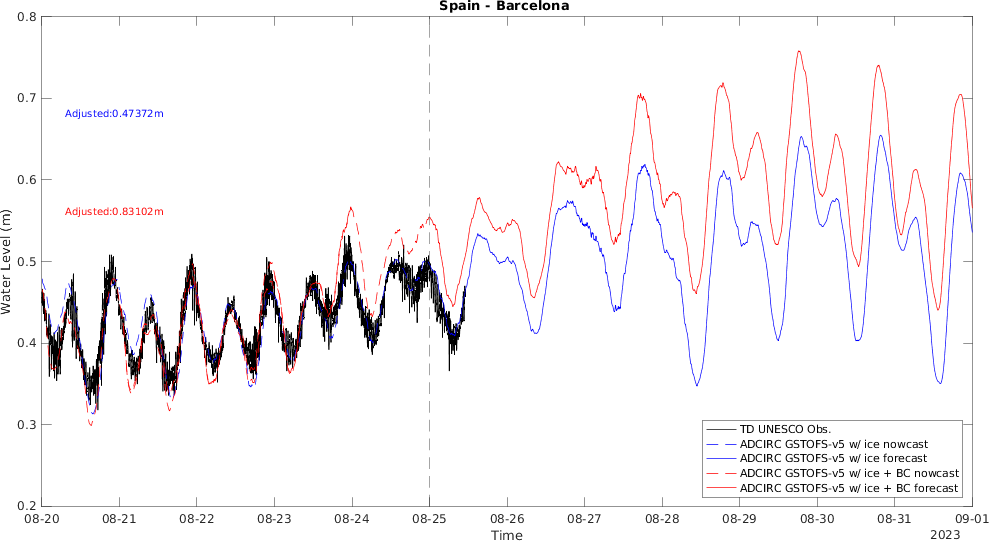 Spain - Barcelona
0.8
0.7
0.6
0.5
0.4
0.3
0.2
Water Level (m)
Adjusted:0.47372m
Adjusted:0.83102m
TD UNESCO Obs.
ADCIRC GSTOFS-v5 w/ ice nowcast
ADCIRC GSTOFS-v5 w/ ice forecast
ADCIRC GSTOFS-v5 w/ ice + BC nowcast
ADCIRC GSTOFS-v5 w/ ice + BC forecast
08-20 08-21 08-22 08-23 08-24 08-25 08-26 08-27 08-28 08-29 08-30 08-31 09-01
Time
2023